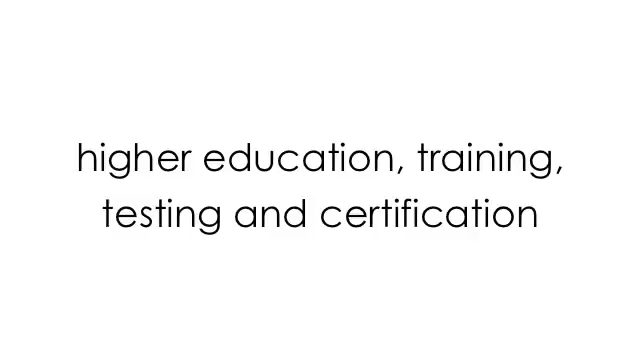 higher education, training,
testing and certification